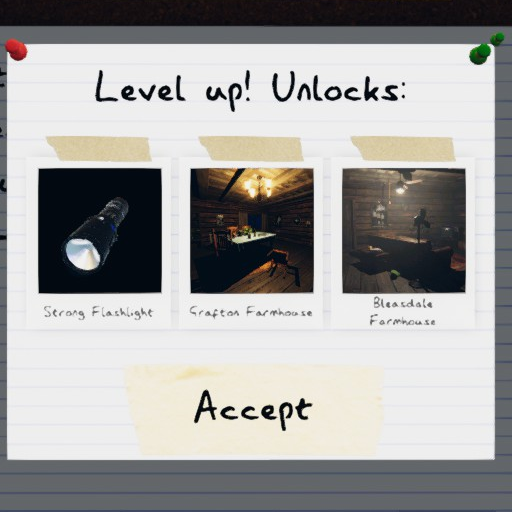 Level up! Unlocks:
Strong Flashlight
Grafton Farmhouse
Bleasdale
Farmhouse
Accept